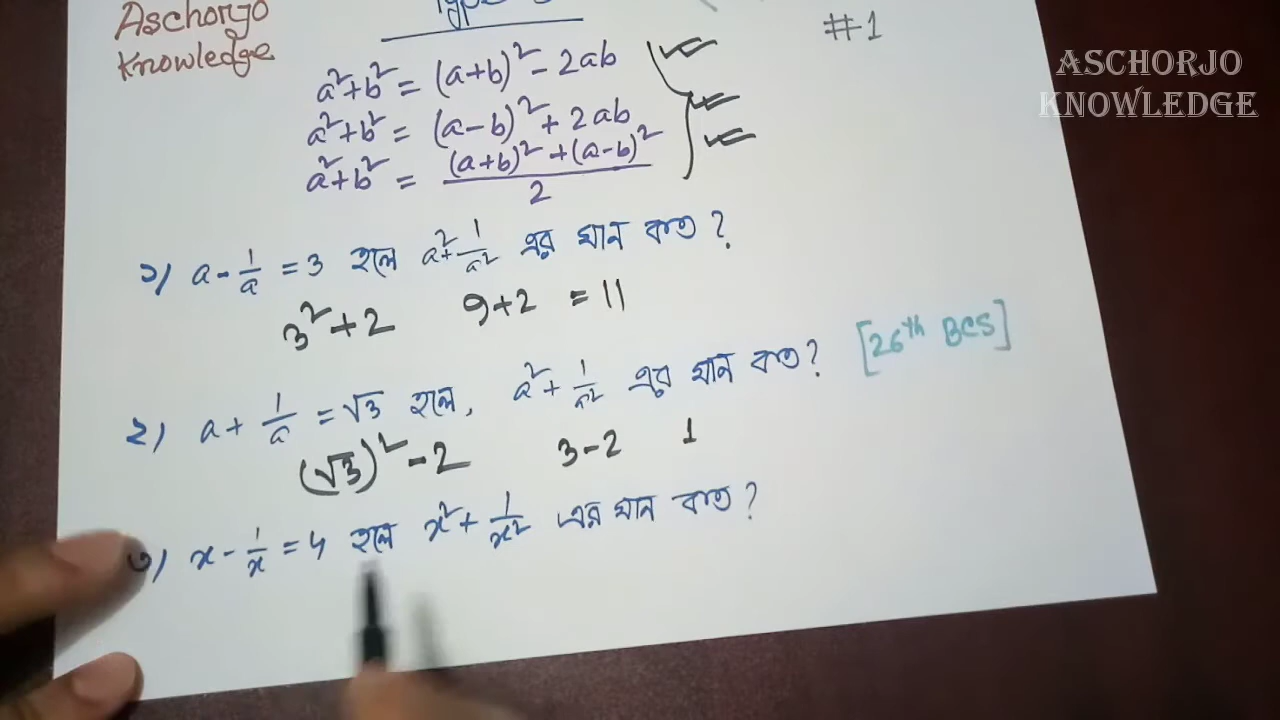 Aschorjo
Knowledge
Type
#1
ASCHORJO
KNOWLEDGE
a²+b² = (a+b)² - 2ab
a²+b² = (a-b)² + 2ab
a²+b² = (a+b)² + (a-b)² / 2
১) a - 1/a = 3 হলে a² + 1/a² এর মান কত?
3² + 2 9+2 = 11
২) a + 1/a = √3 হলে, a² + 1/a² এর মান কত? [26th BCS]
(√3)² - 2 3-2 1
৩) x - 1/x = 4 হলে x² + 1/x² এর মান কত?